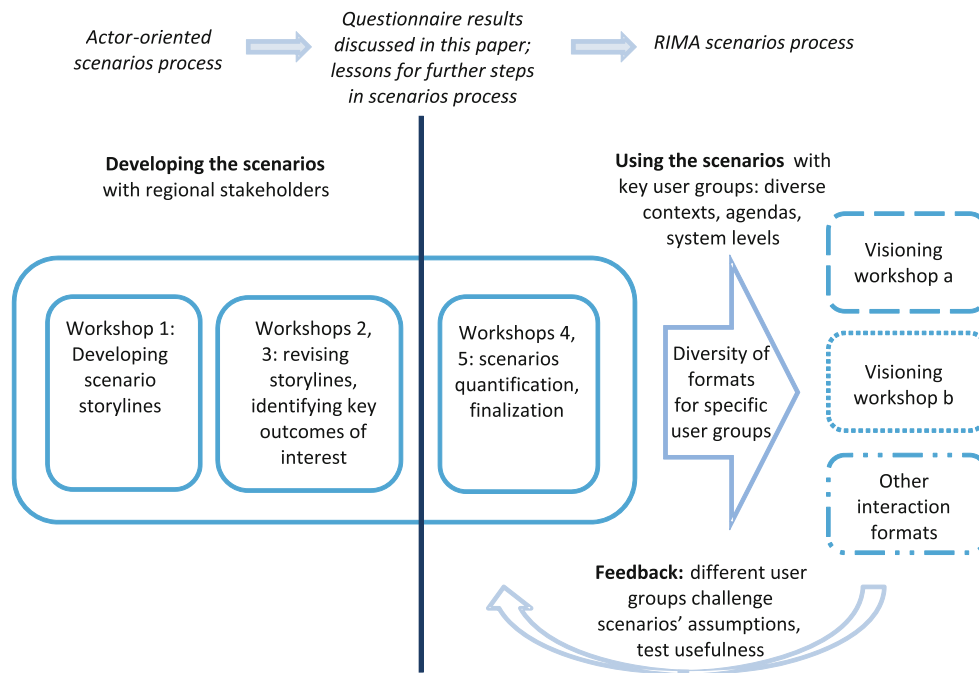 Actor-oriented
scenarios process
Questionnaire results
discussed in this paper;
lessons for further steps
in scenarios process
RIMA scenarios process
Developing the scenarios
with regional stakeholders
Using the scenarios with
key user groups: diverse
contexts, agendas,
system levels
Workshop 1:
Developing
scenario
storylines
Workshops 2,
3: revising
storylines,
identifying key
outcomes of
interest
Workshops 4,
5: scenarios
quantification,
finalization
Diversity of
formats
for specific
user groups
Visioning
workshop a
Visioning
workshop b
Other
interaction
formats
Feedback: different user
groups challenge
scenarios’ assumptions,
test usefulness